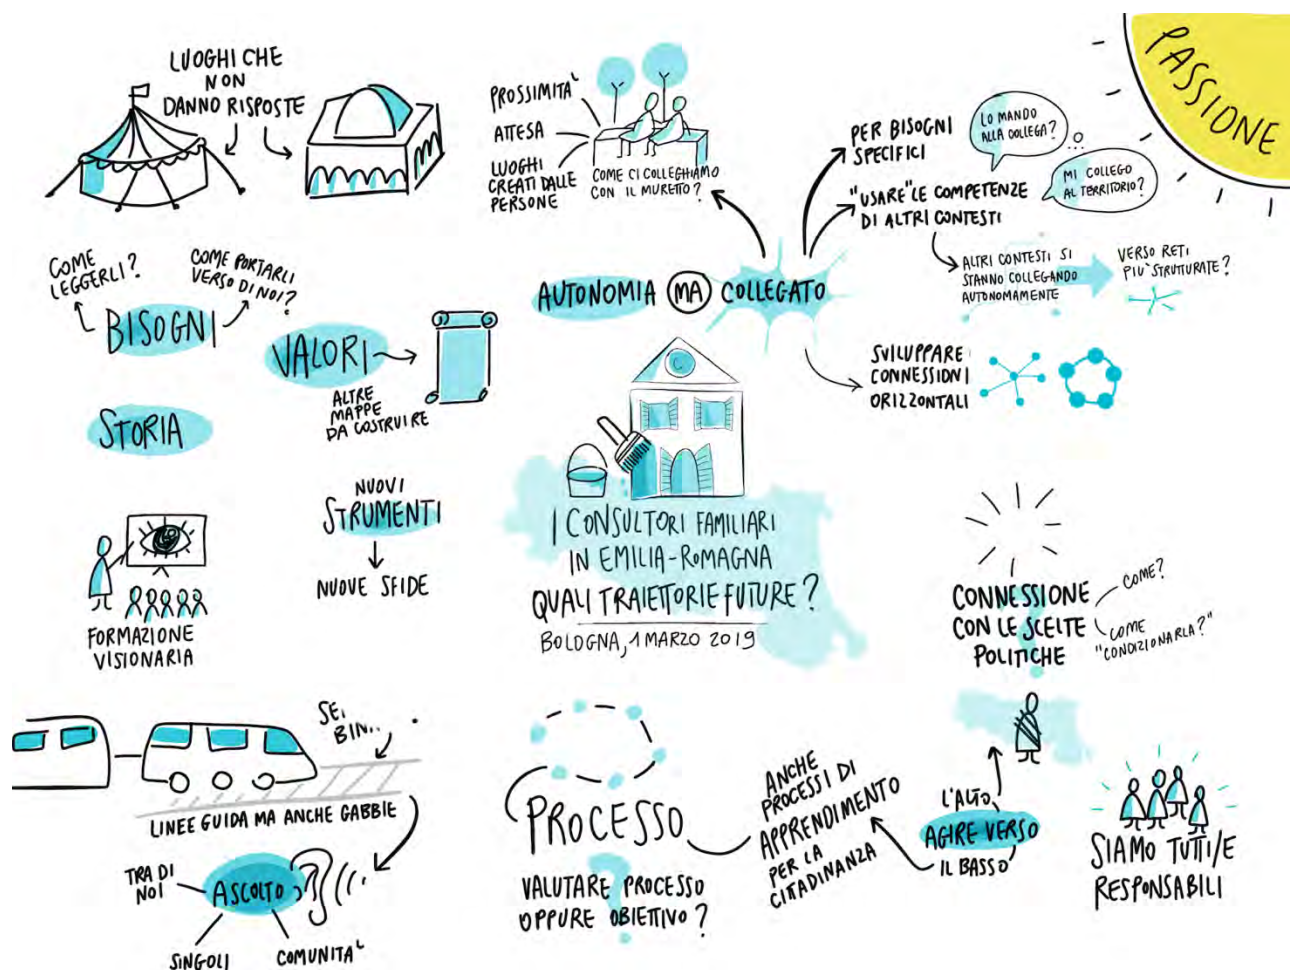 LUOGHI CHE
NON
DANNO RISPOSTE
PROSSIMITÀ
ATTESA
LUOGHI
CREATI DALLE
PERSONE
COME CI COLLEGHIAMO
CON IL MURETTO?
PER BISOGNI
SPECIFICI
LO MANDO
ALLA COLLEGA?
"USARE" LE COMPETENZE
DI ALTRI CONTESTI
MI COLLEGO
AL TERRITORIO?
PASSIONE
ALTRI CONTESTI SI
STANNO COLLEGANDO
AUTONOMAMENTE
VERSO RETI
PIÙ STRUTTURATE?
COME
LEGGERLI?
COME PORTARLI
VERSO DI NOI?
BISOGNI
AUTONOMIA MA COLLEGATO
VALORI
ALTRE
MAPPE
DA COSTRUIRE
SVILUPPARE
CONNESSIONI
ORIZZONTALI
STORIA
C
NUOVI
STRUMENTI
NUOVE SFIDE
FORMAZIONE
VISIONARIA
I CONSULTORI FAMILIARI
IN EMILIA-ROMAGNA
QUALI TRAIETTORIE FUTURE?
BOLOGNA, 1 MARZO 2019
CONNESSIONE
CON LE SCELTE
POLITICHE
COME?
COME
"CONDIZIONARLA?"
LINEE GUIDA MA ANCHE GABBIE
TRA DI
NOI
ASCOLTO
SINGOLI
COMUNITÀ
PROCESSO
VALUTARE PROCESSO
OPPURE OBIETTIVO?
?
ANCHE
PROCESSI DI
APPRENDIMENTO
PER LA
CITTADINANZA
L'ALTO
AGIRE VERSO
IL BASSO
SIAMO TUTTI/E
RESPONSABILI